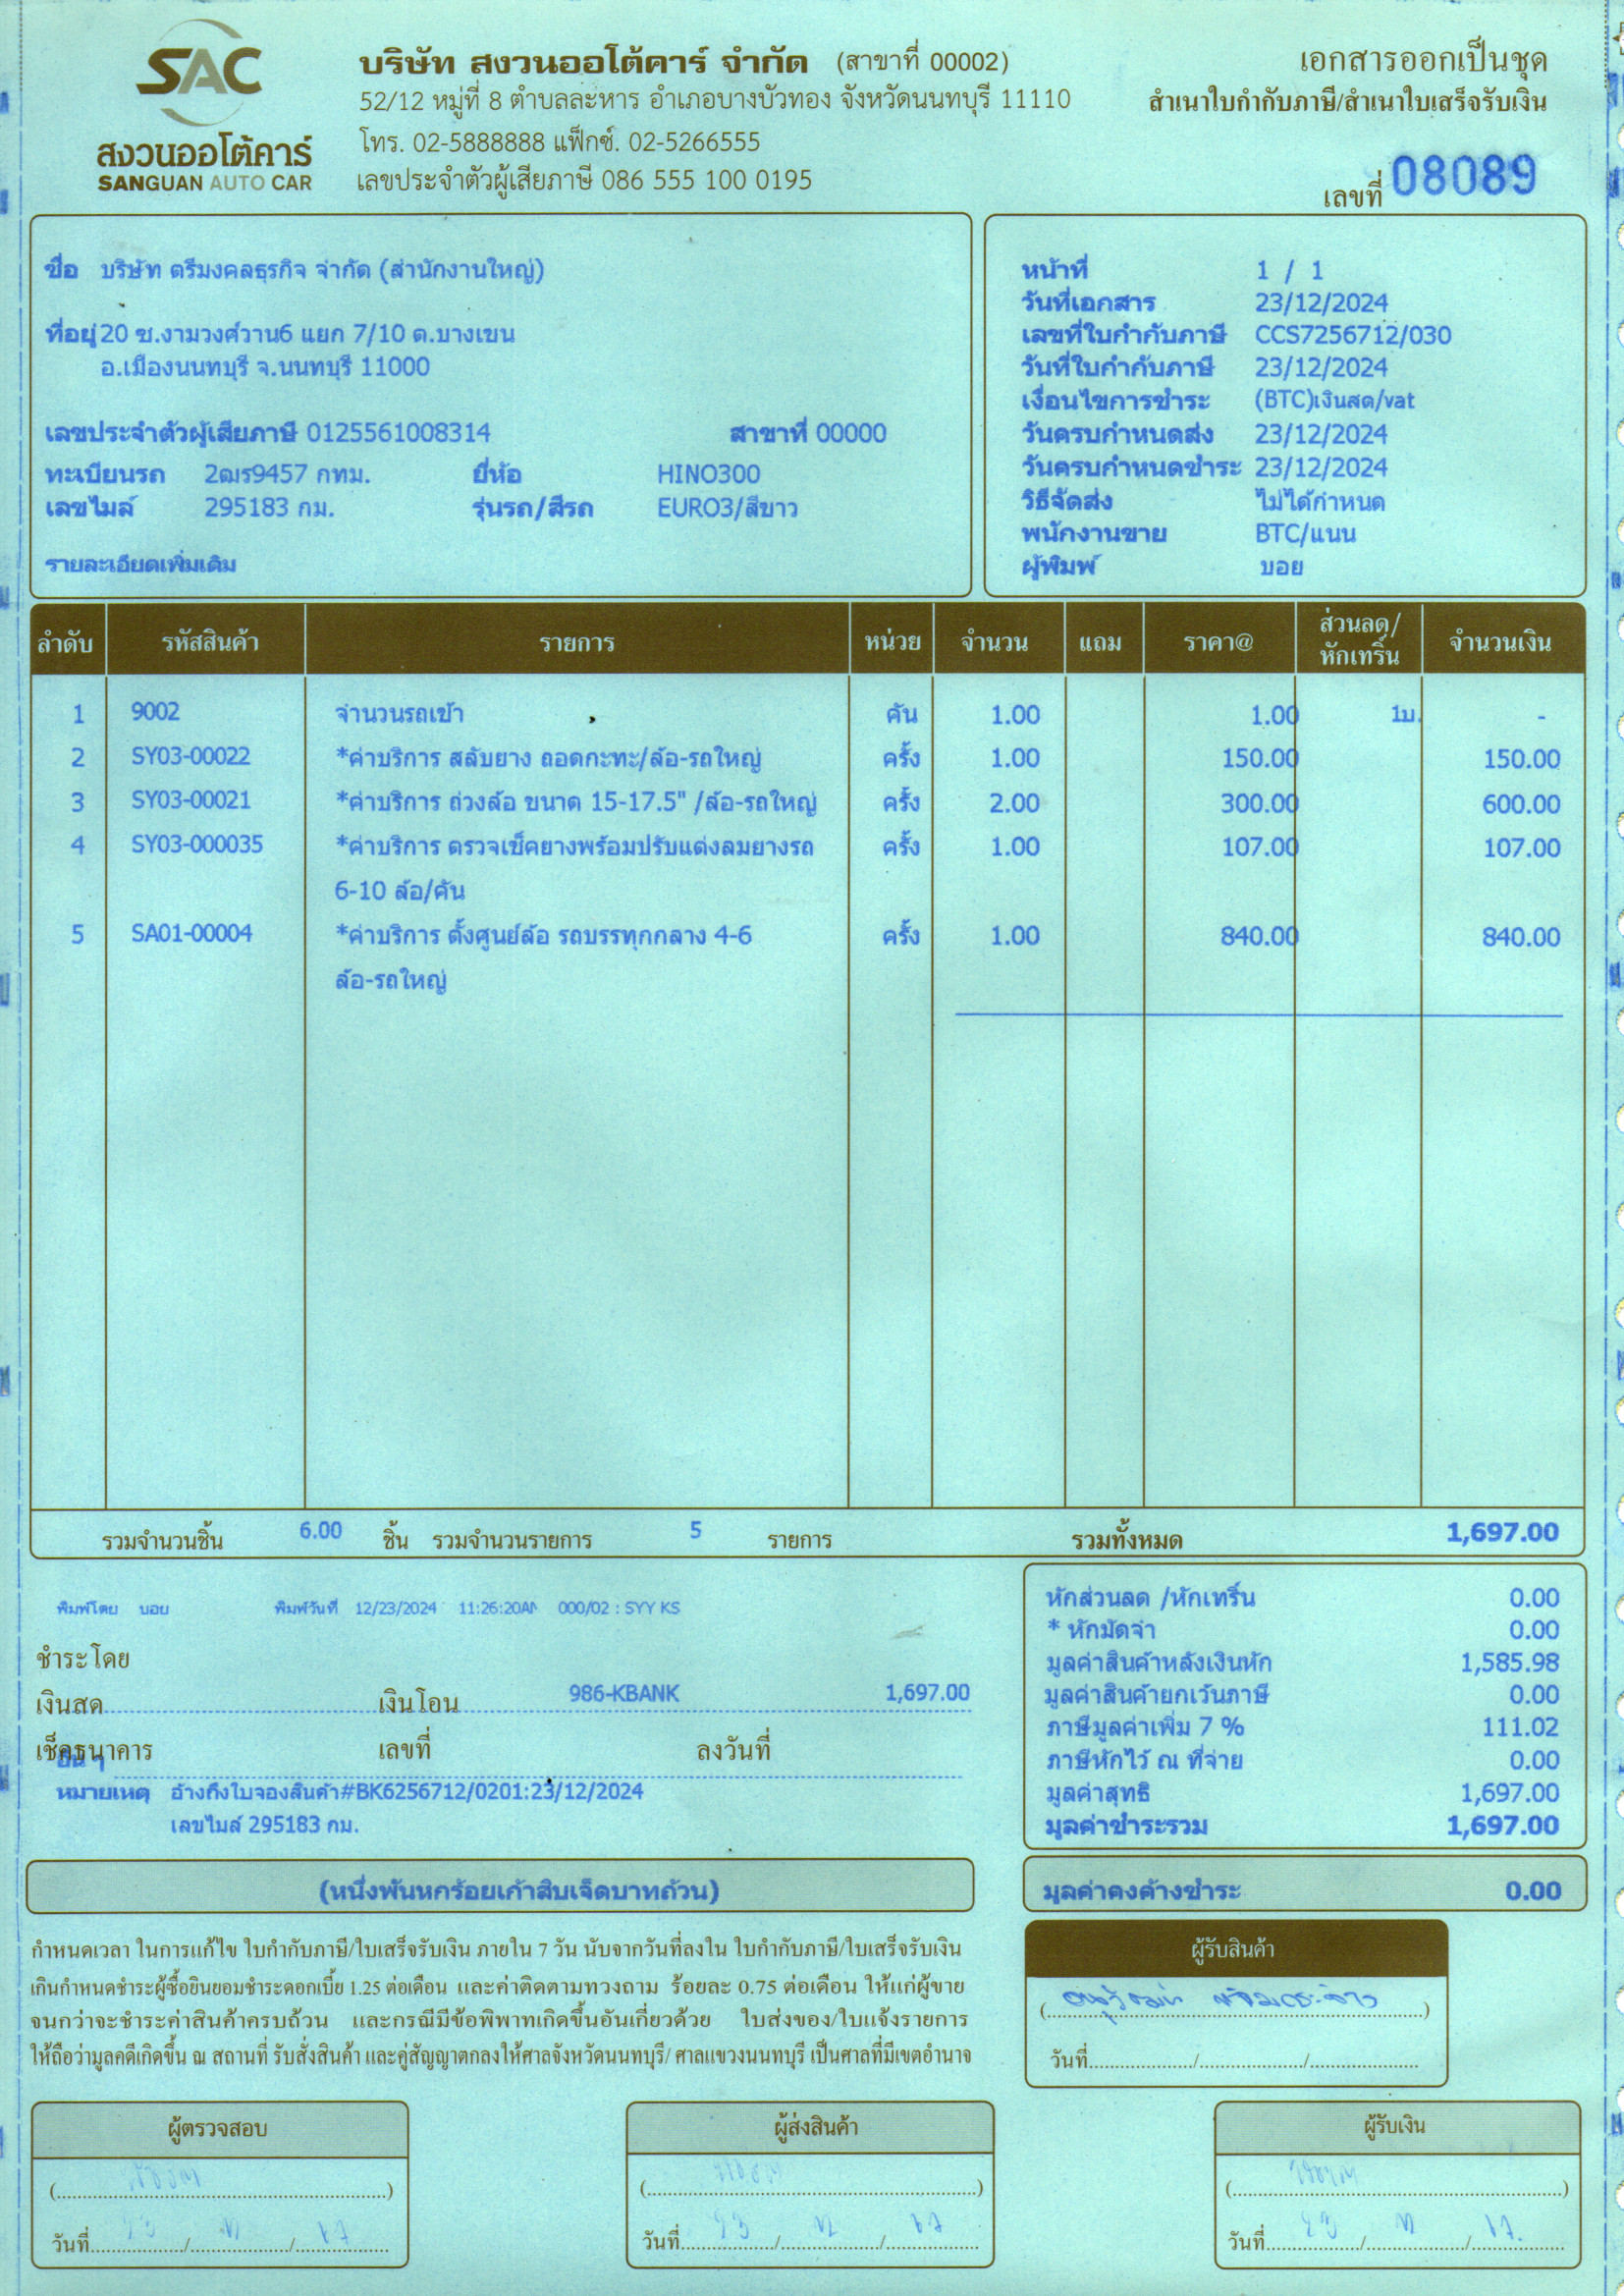 SAC
สงวนออโต้คาร์
SANGUAN AUTO CAR
บริษัท สงวนออโต้คาร์ จำกัด (สาขาที่ 00002)
52/12 หมู่ที่ 8 ตำบลละหาร อำเภอบางบัวทอง จังหวัดนนทบุรี 11110
โทร. 02-5888888 แฟ็กซ์. 02-5266555
เลขประจำตัวผู้เสียภาษี 086 555 100 0195
เอกสารออกเป็นชุด
สำเนาใบกำกับภาษี/สำเนาใบเสร็จรับเงิน
เลขที่ 08089
ชื่อ บริษัท ตรีมงคลธุรกิจ จำกัด (สำนักงานใหญ่)
ที่อยู่ 20 ซ.งามวงศ์วาน6 แยก 7/10 ต.บางเขน
อ.เมืองนนทบุรี จ.นนทบุรี 11000
เลขประจำตัวผู้เสียภาษี 0125561008314 สาขาที่ 00000
ทะเบียนรถ 2ฒร9457 กทม. ยี่ห้อ HINO300
เลขไมล์ 295183 กม. รุ่นรถ/สีรถ EURO3/สีขาว
รายละเอียดเพิ่มเติม
หน้าที่ 1 / 1
วันที่เอกสาร 23/12/2024
เลขที่ใบกำกับภาษี CCS7256712/030
วันที่ใบกำกับภาษี 23/12/2024
เงื่อนไขการชำระ (BTC)เงินสด/vat
วันครบกำหนดส่ง 23/12/2024
วันครบกำหนดชำระ 23/12/2024
วิธีจัดส่ง ไม่ได้กำหนด
พนักงานขาย BTC/แนน
ผู้พิมพ์ บอย
ลำดับ รหัสสินค้า รายการ หน่วย จำนวน แถม ราคา@ ส่วนลด/หักเทริ์น จำนวนเงิน
1 9002 จำนวนรถเข้า คัน 1.00 1.00 1บ. -
2 SY03-00022 *ค่าบริการ สลับยาง ถอดกะทะ/ล้อ-รถใหญ่ ครั้ง 1.00 150.00 150.00
3 SY03-00021 *ค่าบริการ ถ่วงล้อ ขนาด 15-17.5" /ล้อ-รถใหญ่ ครั้ง 2.00 300.00 600.00
4 SY03-000035 *ค่าบริการ ตรวจเช็คยางพร้อมปรับแต่งลมยางรถ ครั้ง 1.00 107.00 107.00
6-10 ล้อ/คัน
5 SA01-00004 *ค่าบริการ ตั้งศูนย์ล้อ รถบรรทุกกลาง 4-6 ครั้ง 1.00 840.00 840.00
ล้อ-รถใหญ่
รวมจำนวนชิ้น 6.00 ชิ้น รวมจำนวนรายการ 5 รายการ รวมทั้งหมด 1,697.00
พิมพ์โดย บอย พิมพ์วันที่ 12/23/2024 11:26:20AM 000/02 : SYY KS
ชำระโดย
เงินสด เงินโอน 986-KBANK 1,697.00
เช็คธนาคาร เลขที่ ลงวันที่
อื่น ๆ
หมายเหตุ อ้างถึงใบจองสินค้า#BK6256712/0201:23/12/2024
เลขไมล์ 295183 กม.
หักส่วนลด /หักเทริ์น 0.00
* หักมัดจำ 0.00
มูลค่าสินค้าหลังเงินหัก 1,585.98
มูลค่าสินค้ายกเว้นภาษี 0.00
ภาษีมูลค่าเพิ่ม 7 % 111.02
ภาษีหักไว้ ณ ที่จ่าย 0.00
มูลค่าสุทธิ 1,697.00
มูลค่าชำระรวม 1,697.00
(หนึ่งพันหกร้อยเก้าสิบเจ็ดบาทถ้วน)
มูลค่าคงค้างชำระ 0.00
กำหนดเวลา ในการแก้ไข ใบกำกับภาษี/ใบเสร็จรับเงิน ภายใน 7 วัน นับจากวันที่ลงใน ใบกำกับภาษี/ใบเสร็จรับเงิน
เกินกำหนดชำระผู้ซื้อยินยอมชำระดอกเบี้ย 1.25 ต่อเดือน และค่าติดตามทวงถาม ร้อยละ 0.75 ต่อเดือน ให้แก่ผู้ขาย
จนกว่าจะชำระค่าสินค้าครบถ้วน และกรณีมีข้อพิพาทเกิดขึ้นอันเกี่ยวด้วย ใบส่งของ/ใบแจ้งรายการ
ให้ถือว่ามูลคดีเกิดขึ้น ณ สถานที่ รับสั่งสินค้า และคู่สัญญาตกลงให้ศาลจังหวัดนนทบุรี/ ศาลแขวงนนทบุรี เป็นศาลที่มีเขตอำนาจ
ผู้รับสินค้า
วันที่ / /
ผู้ตรวจสอบ
วันที่ 23 / 12 / 67
ผู้ส่งสินค้า
วันที่ 23 / 12 / 67
ผู้รับเงิน
วันที่ 23 / 12 / 67